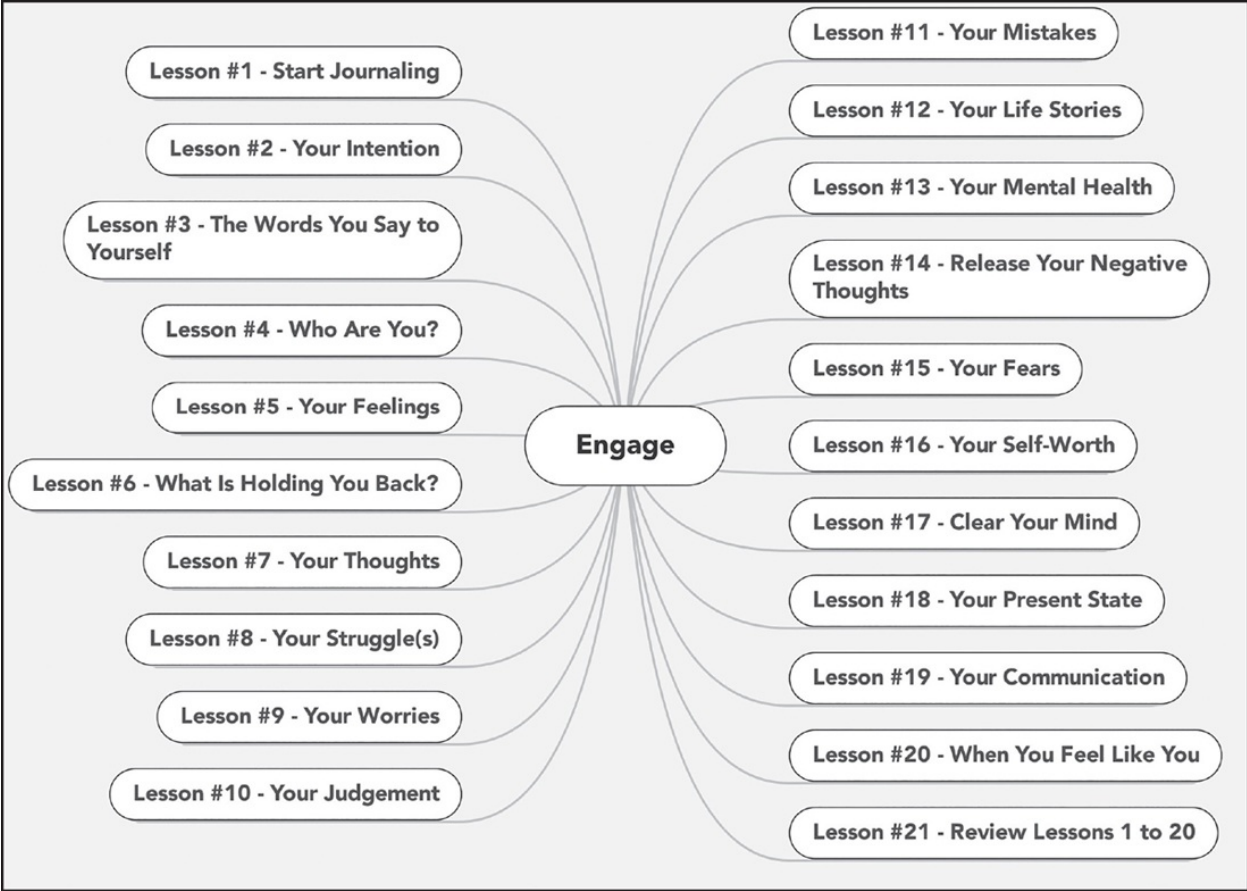 Lesson #1 - Start Journaling
Lesson #2 - Your Intention
Lesson #3 - The Words You Say to
Yourself
Lesson #4 - Who Are You?
Lesson #5 - Your Feelings
Lesson #6 - What Is Holding You Back?
Lesson #7 - Your Thoughts
Lesson #8 - Your Struggle(s)
Lesson #9 - Your Worries
Lesson #10 - Your Judgement
Engage
Lesson #11 - Your Mistakes
Lesson #12 - Your Life Stories
Lesson #13 - Your Mental Health
Lesson #14 - Release Your Negative
Thoughts
Lesson #15 - Your Fears
Lesson #16 - Your Self-Worth
Lesson #17 - Clear Your Mind
Lesson #18 - Your Present State
Lesson #19 - Your Communication
Lesson #20 - When You Feel Like You
Lesson #21 - Review Lessons 1 to 20